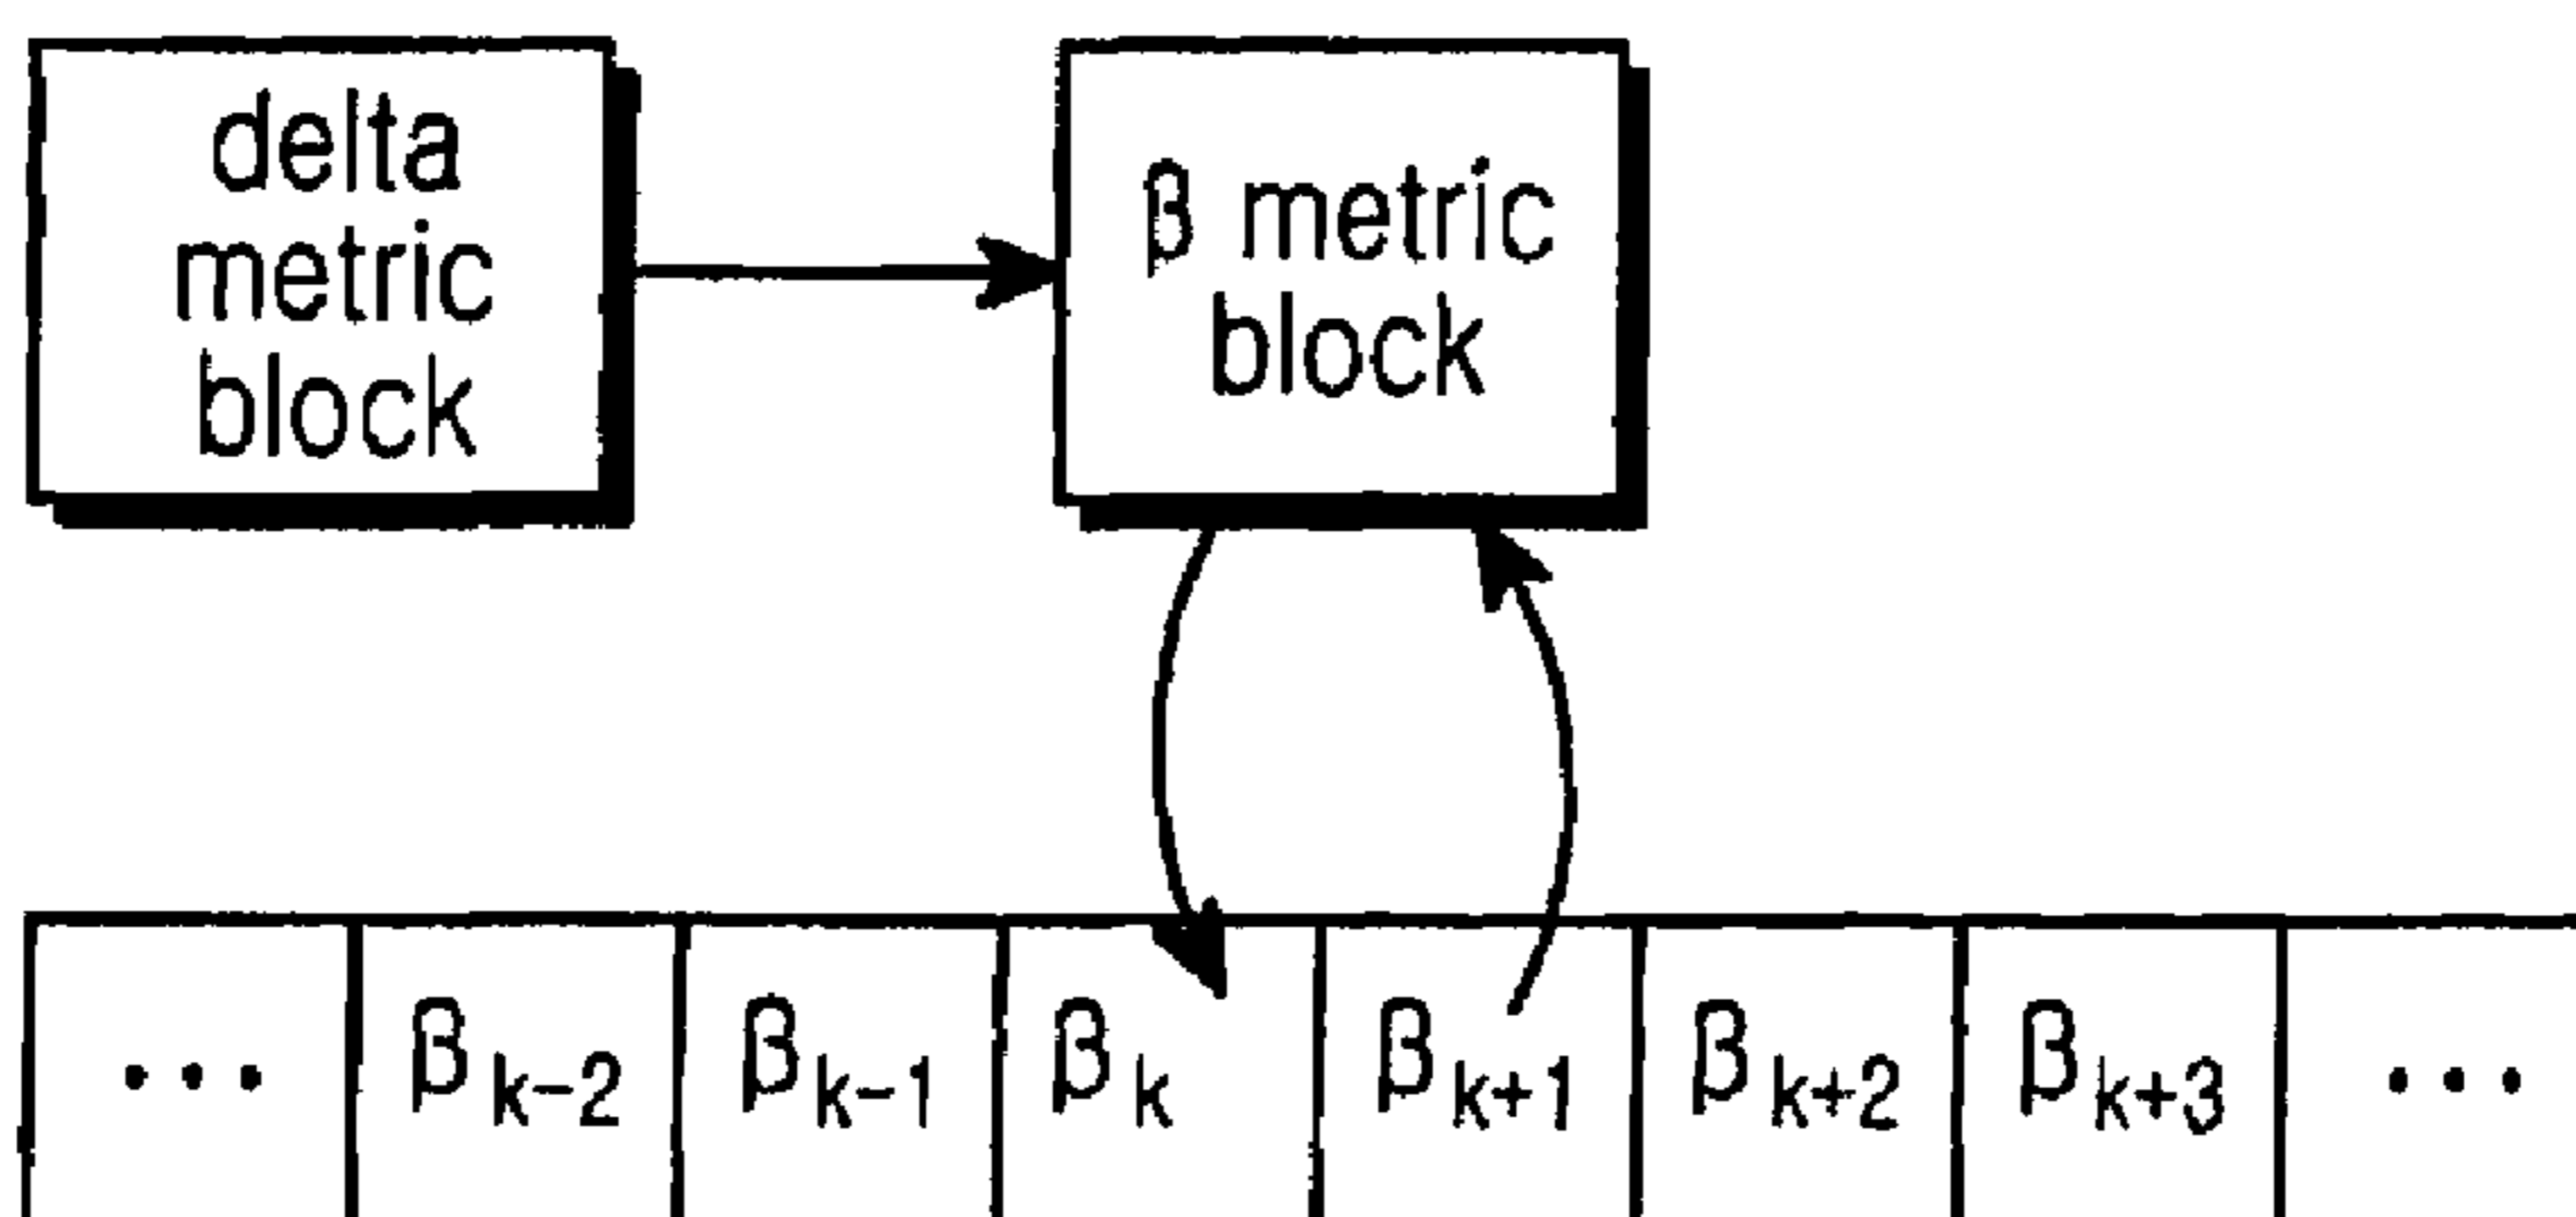 delta
metric
block
β metric
block
... β k−2 β k−1 β k β k+1 β k+2 β k+3 ...